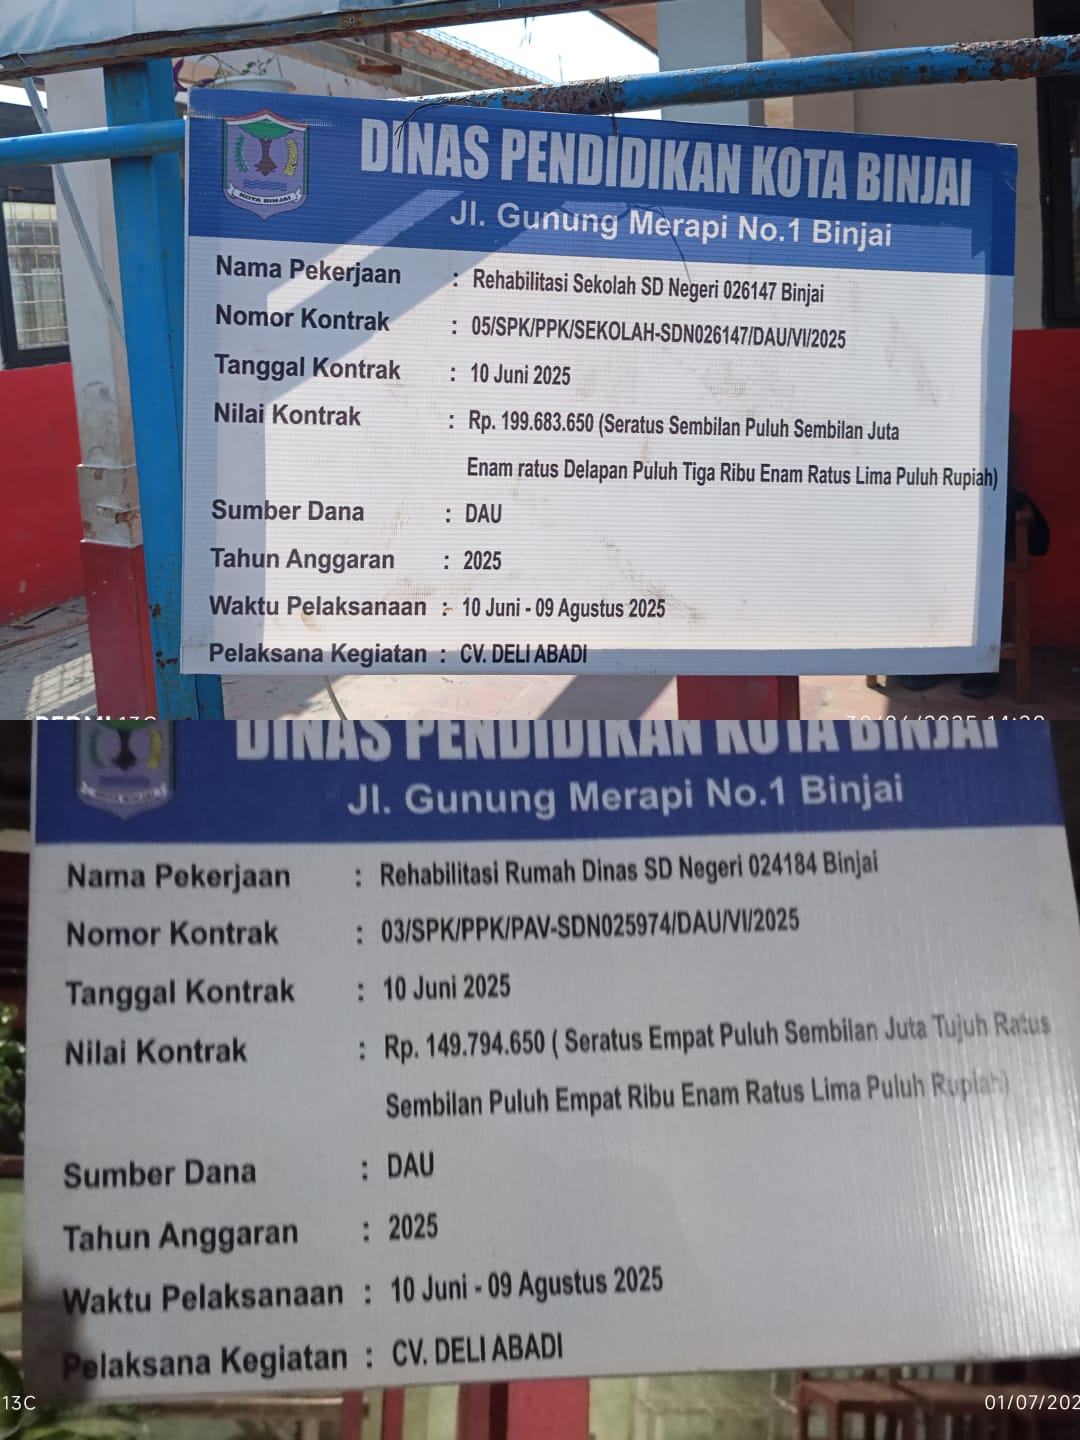 KOTA BINJAI
DINAS PENDIDIKAN KOTA BINJAI
Jl. Gunung Merapi No.1 Binjai
Nama Pekerjaan : Rehabilitasi Sekolah SD Negeri 026147 Binjai
Nomor Kontrak : 05/SPK/PPK/SEKOLAH-SDN026147/DAU/VI/2025
Tanggal Kontrak : 10 Juni 2025
Nilai Kontrak : Rp. 199.683.650 (Seratus Sembilan Puluh Sembilan Juta
Enam ratus Delapan Puluh Tiga Ribu Enam Ratus Lima Puluh Rupiah)
Sumber Dana : DAU
Tahun Anggaran : 2025
Waktu Pelaksanaan : 10 Juni - 09 Agustus 2025
Pelaksana Kegiatan : CV. DELI ABADI
DINAS PENDIDIKAN KOTA BINJAI
Jl. Gunung Merapi No.1 Binjai
Nama Pekerjaan : Rehabilitasi Rumah Dinas SD Negeri 024184 Binjai
Nomor Kontrak : 03/SPK/PPK/PAV-SDN025974/DAU/VI/2025
Tanggal Kontrak : 10 Juni 2025
Nilai Kontrak : Rp. 149.794.650 ( Seratus Empat Puluh Sembilan Juta Tujuh Ratus
Sembilan Puluh Empat Ribu Enam Ratus Lima Puluh Rupiah)
Sumber Dana : DAU
Tahun Anggaran : 2025
Waktu Pelaksanaan : 10 Juni - 09 Agustus 2025
Pelaksana Kegiatan : CV. DELI ABADI
13C
01/07/202